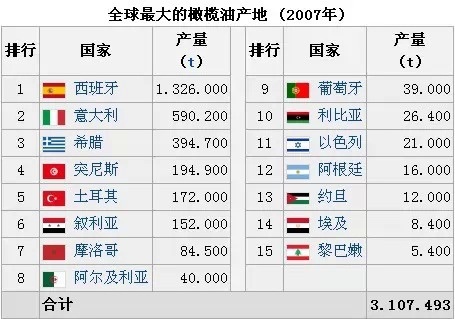 全球最大的橄榄油产地 (2007年)
排行 国家 产量 (t) 排行 国家 产量 (t)
1 西班牙 1.326.000 9 葡萄牙 39.000
2 意大利 590.200 10 利比亚 26.400
3 希腊 394.700 11 以色列 21.000
4 突尼斯 194.900 12 阿根廷 16.000
5 土耳其 172.000 13 约旦 12.000
6 叙利亚 152.000 14 埃及 8.400
7 摩洛哥 84.500 15 黎巴嫩 5.400
8 阿尔及利亚 40.000
合计 3.107.493